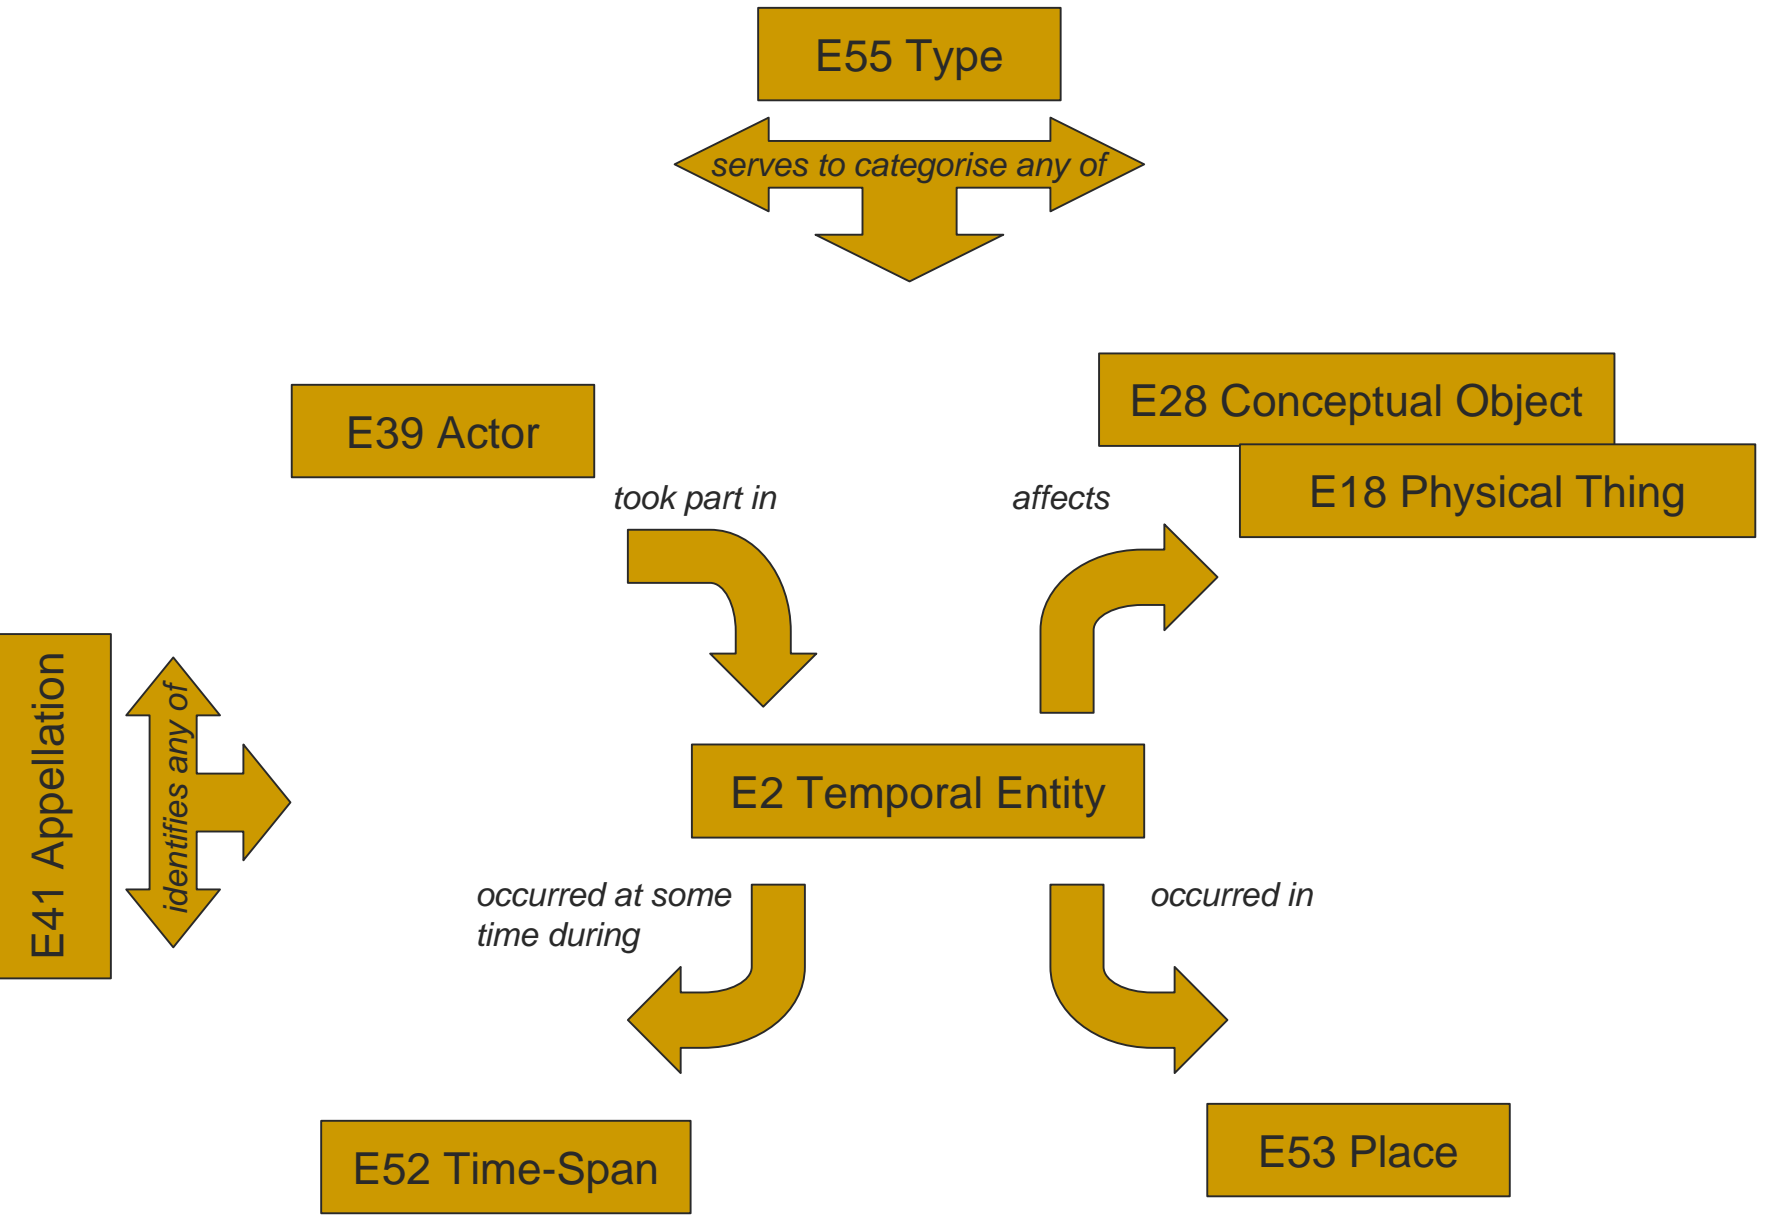 E55 Type
serves to categorise any of
E28 Conceptual Object
E39 Actor
E18 Physical Thing
took part in
affects
E41 Appellation
identifies any of
E2 Temporal Entity
occurred at some
time during
occurred in
E52 Time-Span
E53 Place